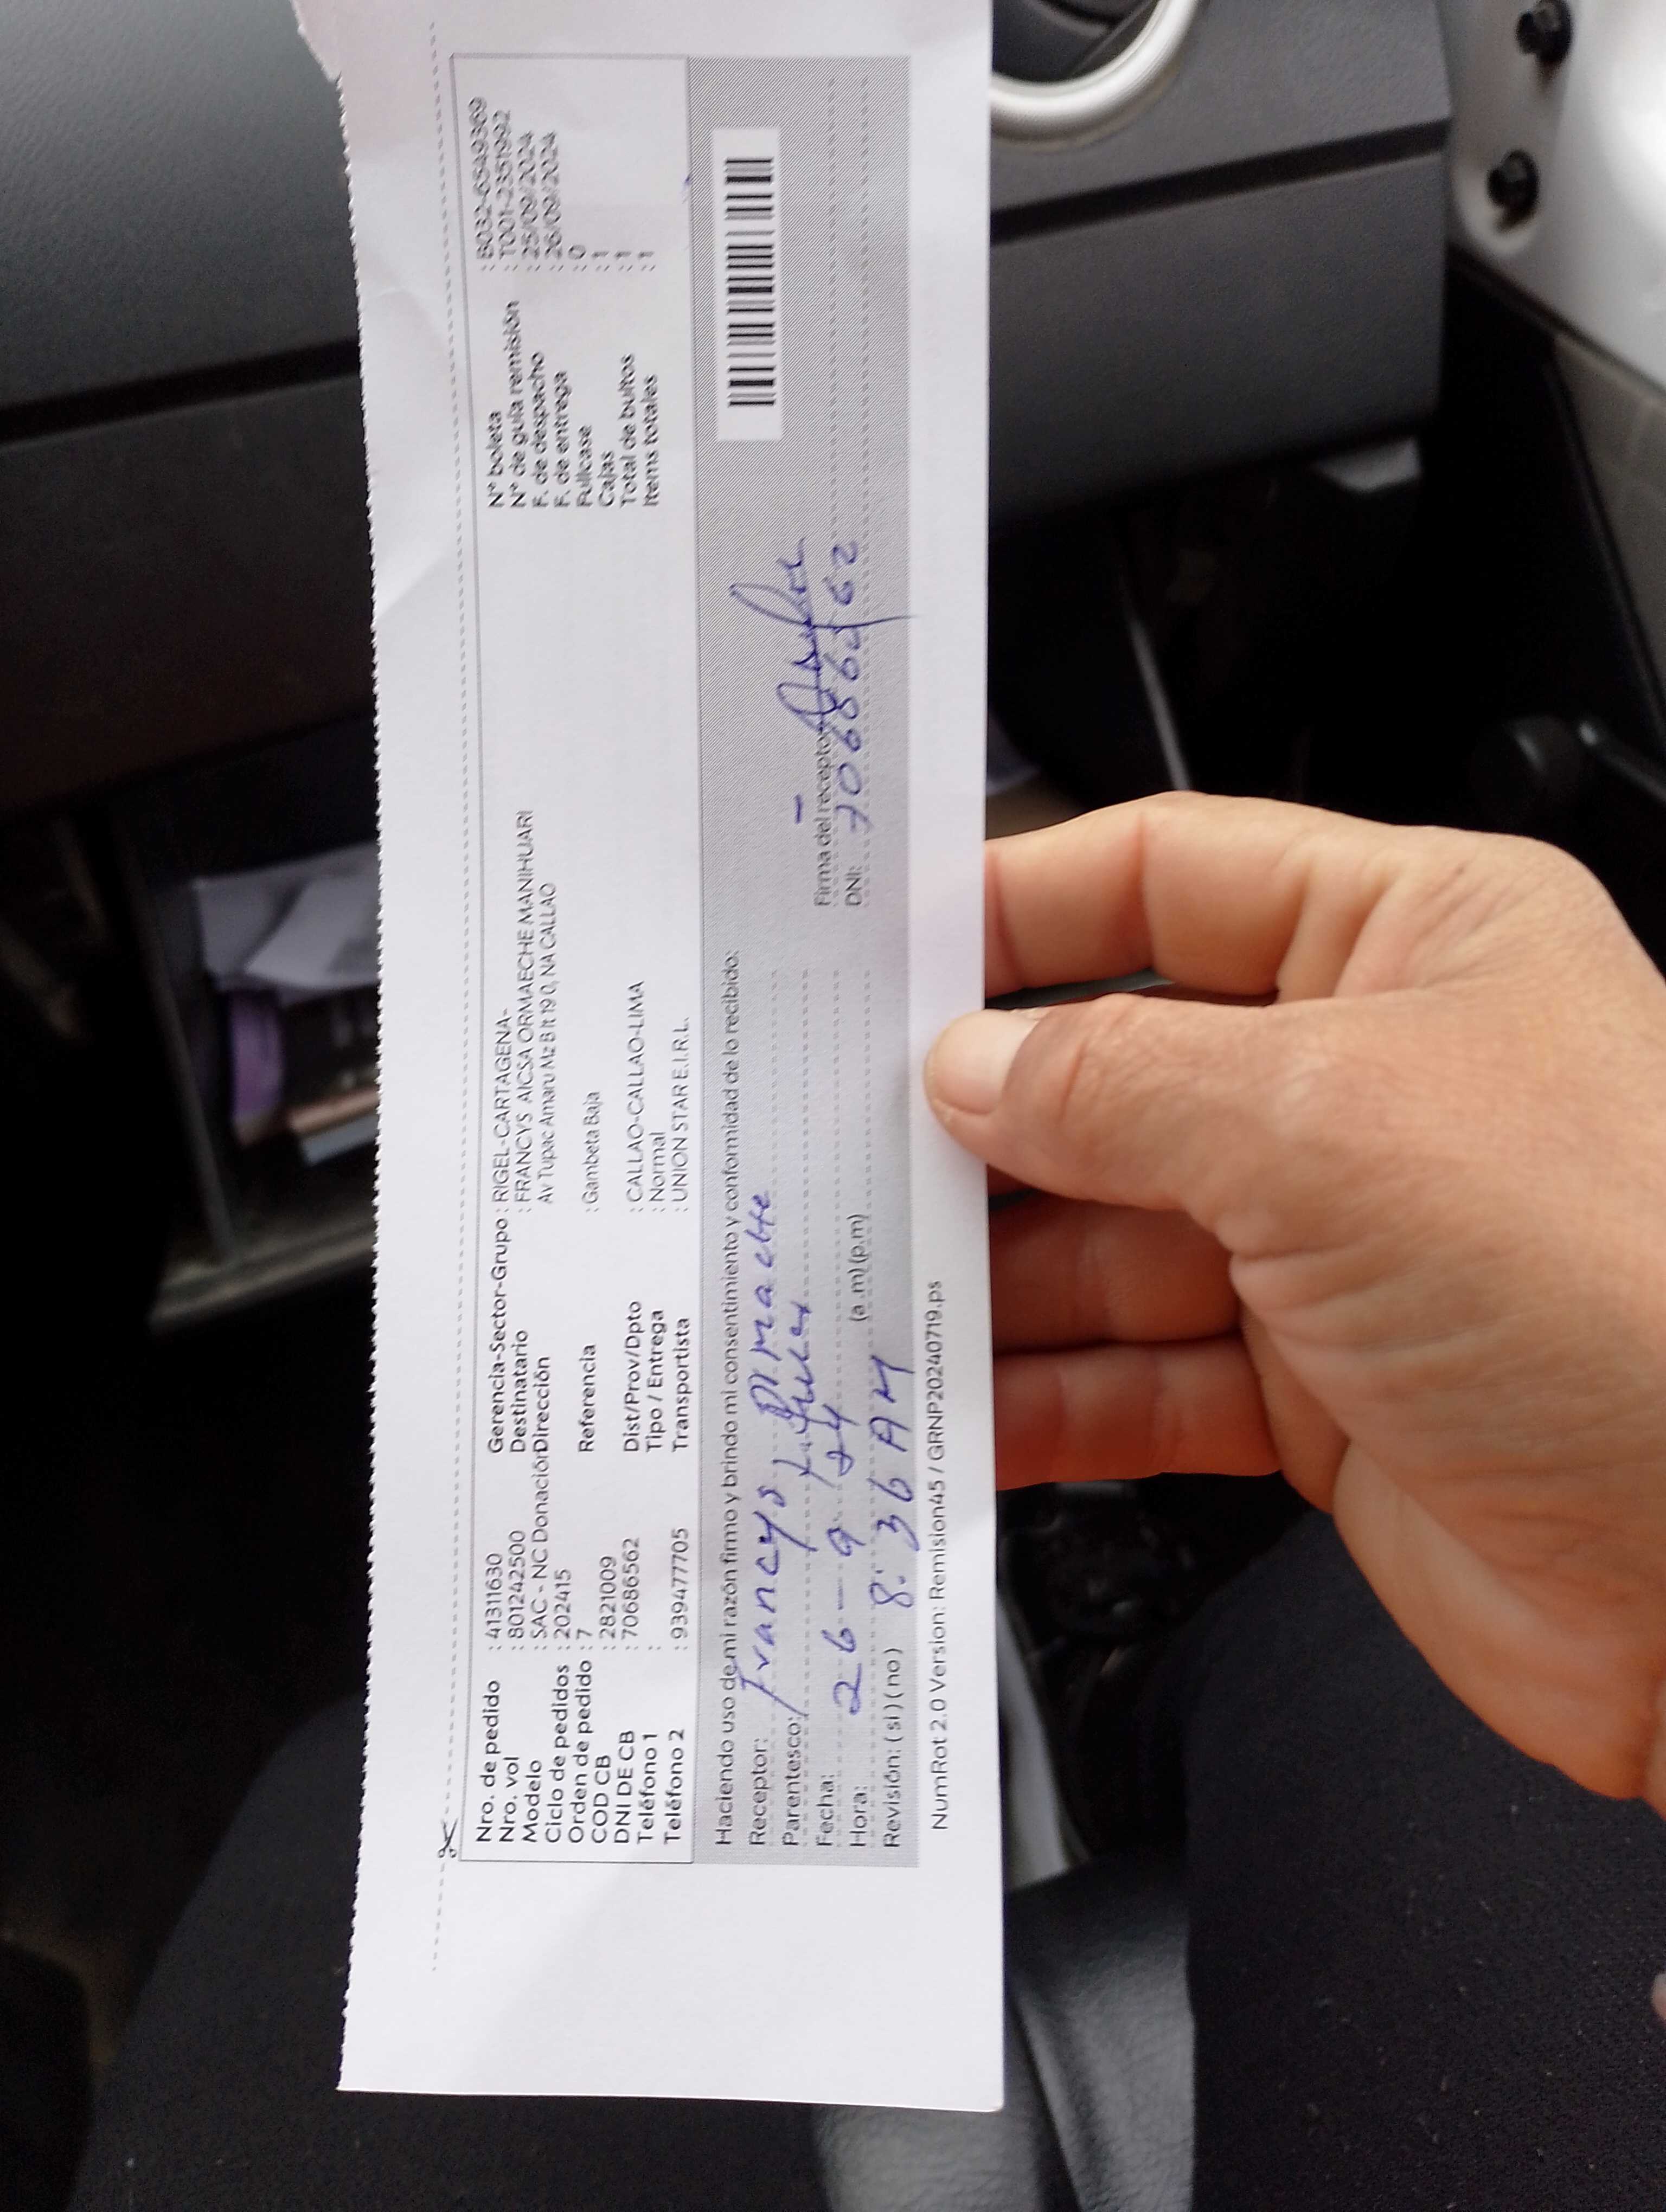 Nro. de pedido : 41311630
Nro. vol : 801242500
Modelo : SAC - NC Donación
Ciclo de pedidos : 202415
Orden de pedido : 7
COD CB : 2821009
DNI DE CB : 70686562
Teléfono 1 :
Teléfono 2 : 939477705
Gerencia-Sector-Grupo : RIGEL-CARTAGENA-
Destinatario : FRANCYS AICSA ORMAECHE MANIHUARI
Dirección Av Tupac Amaru Mz B lt 19 0, NA CALLAO
Referencia : Gambeta Baja
Dist/Prov/Dpto : CALLAO-CALLAO-LIMA
Tipo / Entrega : Normal
Transportista : UNION STAR E.I.R.L.
N° boleta : B032-6549369
N° de guía remisión : T001-2351992
F. de despacho : 25/09/2024
F. de entrega : 26/09/2024
Fullcase : 0
Cajas : 1
Total de bultos : 1
Items totales : 1
Haciendo uso de mi razón firmo y brindo mi consentimiento y conformidad de lo recibido:
Receptor: Francys
Parentesco:
Fecha: 26 - 9 24
Hora: 8:36 AM (a.m) (p.m)
Revisión: ( si ) ( no )
Firma del receptor
DNI: 70686562
NumRot 2.0 Version: Remision45 / GRNP20240719.ps